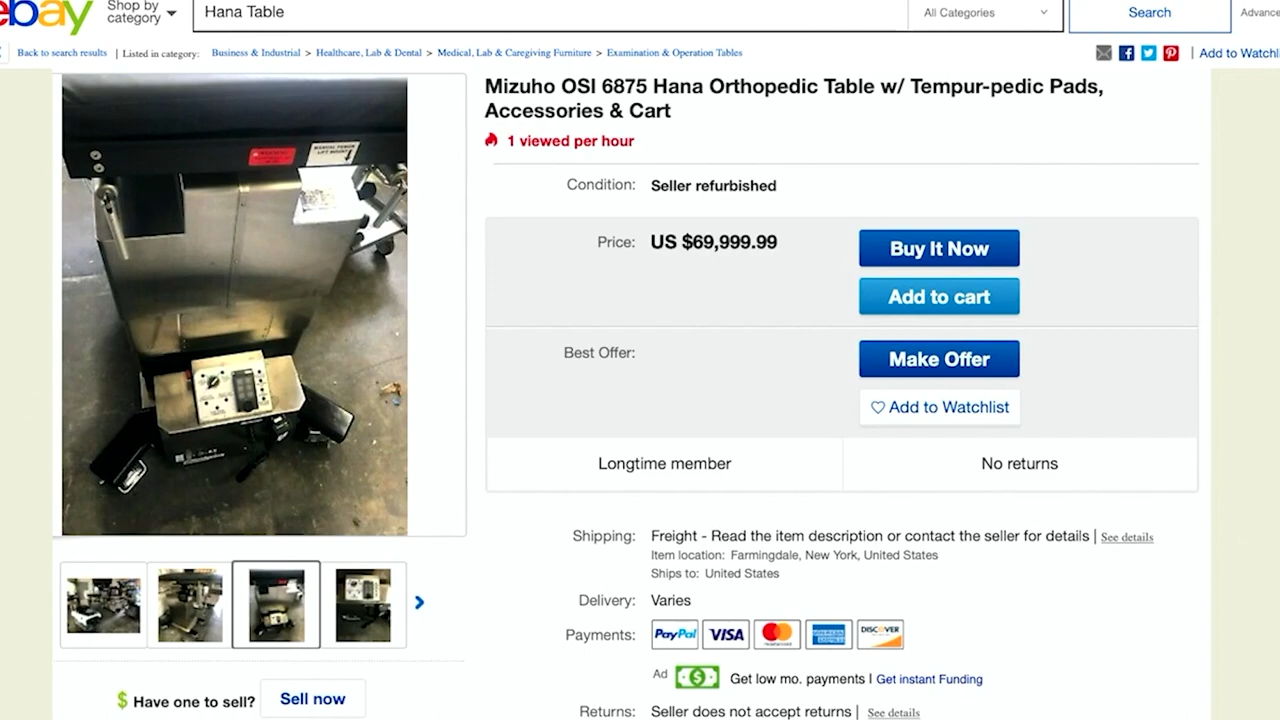 ebay
Shop by
category
Hana Table
All Categories
Search
Advance
Back to search results | Listed in category: Business & Industrial > Healthcare, Lab & Dental > Medical, Lab & Caregiving Furniture > Examination & Operation Tables
| Add to Watchli
Mizuho OSI 6875 Hana Orthopedic Table w/ Tempur-pedic Pads,
Accessories & Cart
1 viewed per hour
Condition: Seller refurbished
Price: US $69,999.99
Buy It Now
Add to cart
Best Offer:
Make Offer
Add to Watchlist
Longtime member
No returns
Shipping: Freight - Read the item description or contact the seller for details | See details
Item location: Farmingdale, New York, United States
Ships to: United States
Delivery: Varies
Payments: PayPal VISA DISCOVER
Ad $ Get low mo. payments | Get instant Funding
Returns: Seller does not accept returns | See details
$ Have one to sell? Sell now